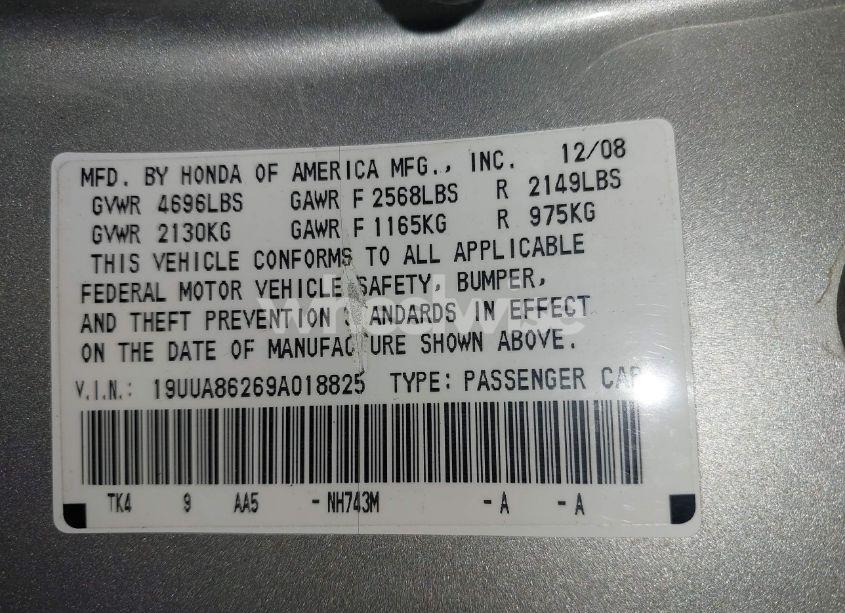 MFD. BY HONDA OF AMERICA MFG., INC. 12/08
GVWR 4696LBS GAWR F 2568LBS R 2149LBS
GVWR 2130KG GAWR F 1165KG R 975KG
THIS VEHICLE CONFORMS TO ALL APPLICABLE
FEDERAL MOTOR VEHICLE SAFETY, BUMPER,
AND THEFT PREVENTION STANDARDS IN EFFECT
ON THE DATE OF MANUFACTURE SHOWN ABOVE.
V.I.N.: 19UUA86269A018825 TYPE: PASSENGER CAR
TK4 9 AA5 -NH743M -A -A